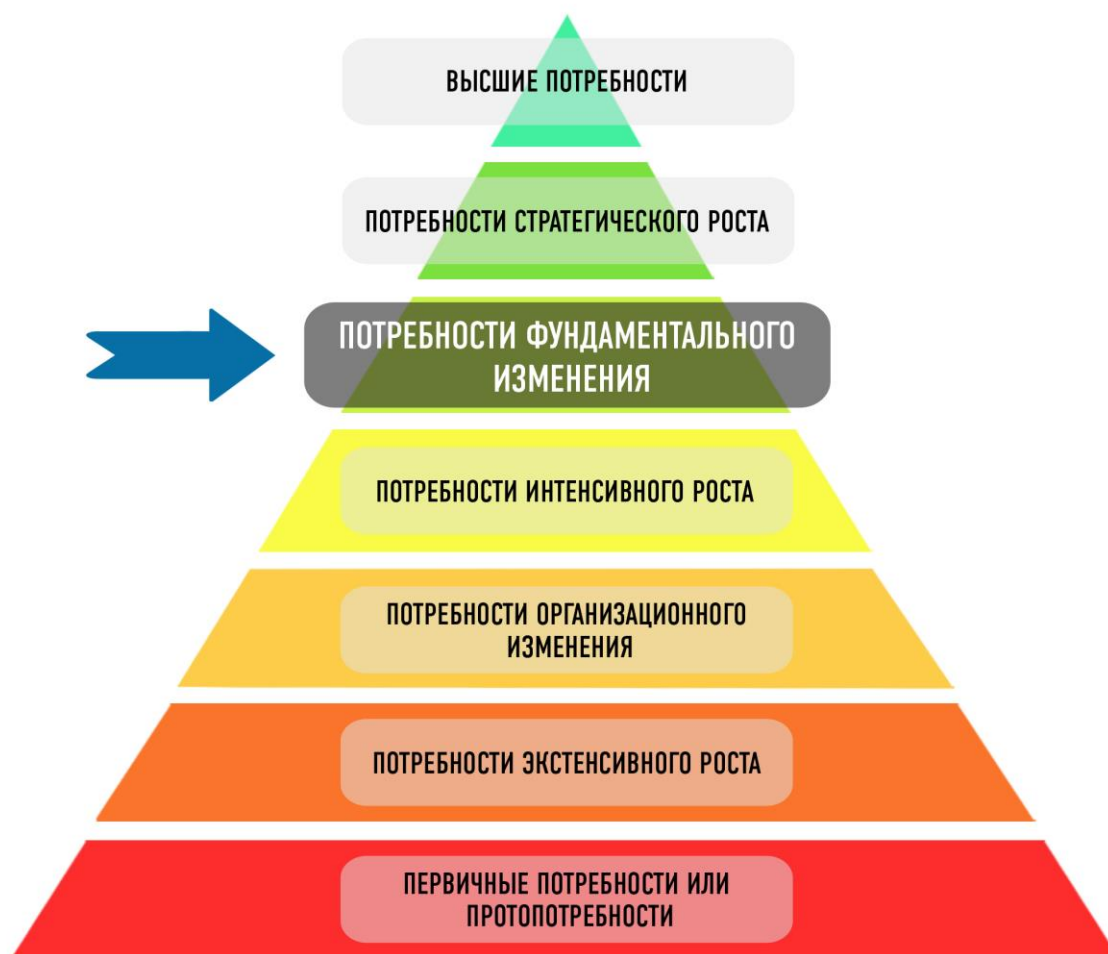 ВЫСШИЕ ПОТРЕБНОСТИ
ПОТРЕБНОСТИ СТРАТЕГИЧЕСКОГО РОСТА
ПОТРЕБНОСТИ ФУНДАМЕНТАЛЬНОГО
ИЗМЕНЕНИЯ
ПОТРЕБНОСТИ ИНТЕНСИВНОГО РОСТА
ПОТРЕБНОСТИ ОРГАНИЗАЦИОННОГО
ИЗМЕНЕНИЯ
ПОТРЕБНОСТИ ЭКСТЕНСИВНОГО РОСТА
ПЕРВИЧНЫЕ ПОТРЕБНОСТИ ИЛИ
ПРОТОПОТРЕБНОСТИ